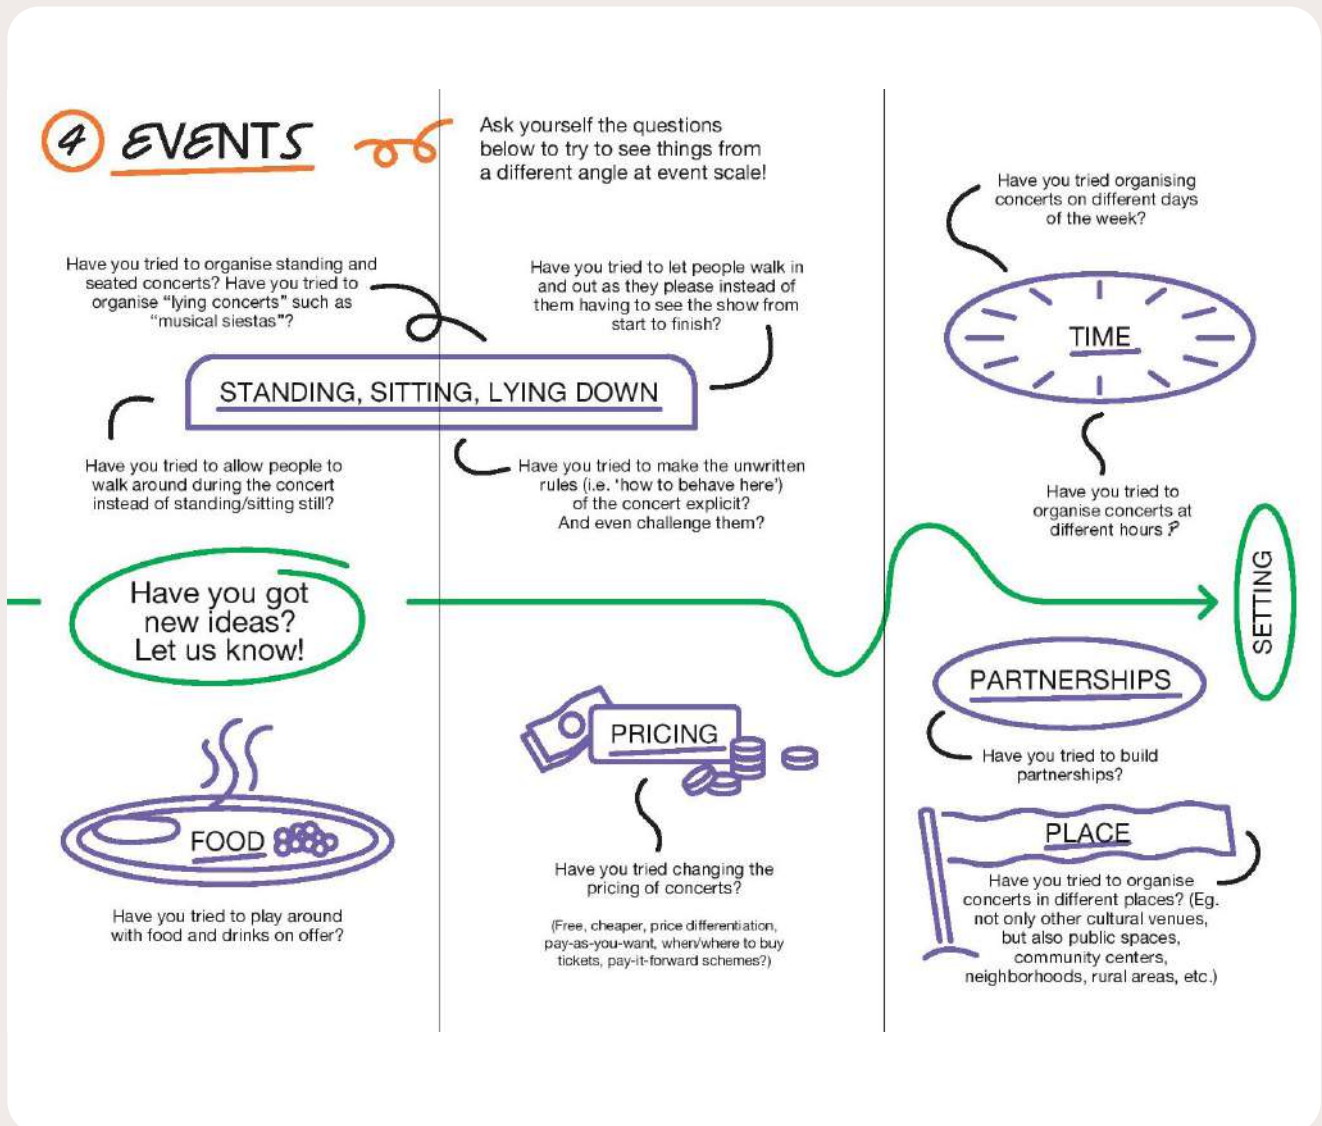 4 EVENTS
Ask yourself the questions
below to try to see things from
a different angle at event scale!
Have you tried to organise standing and
seated concerts? Have you tried to
organise “lying concerts” such as
“musical siestas”?
Have you tried to let people walk in
and out as they please instead of
them having to see the show from
start to finish?
STANDING, SITTING, LYING DOWN
Have you tried to allow people to
walk around during the concert
instead of standing/sitting still?
Have you tried to make the unwritten
rules (i.e. 'how to behave here')
of the concert explicit?
And even challenge them?
Have you tried organising
concerts on different days
of the week?
TIME
Have you tried to
organise concerts at
different hours ?
Have you got
new ideas?
Let us know!
SETTING
FOOD
Have you tried to play around
with food and drinks on offer?
PRICING
Have you tried changing the
pricing of concerts?
(Free, cheaper, price differentiation,
pay-as-you-want, when/where to buy
tickets, pay-it-forward schemes?)
PARTNERSHIPS
Have you tried to build
partnerships?
PLACE
Have you tried to organise
concerts in different places? (Eg.
not only other cultural venues,
but also public spaces,
community centers,
neighborhoods, rural areas, etc.)